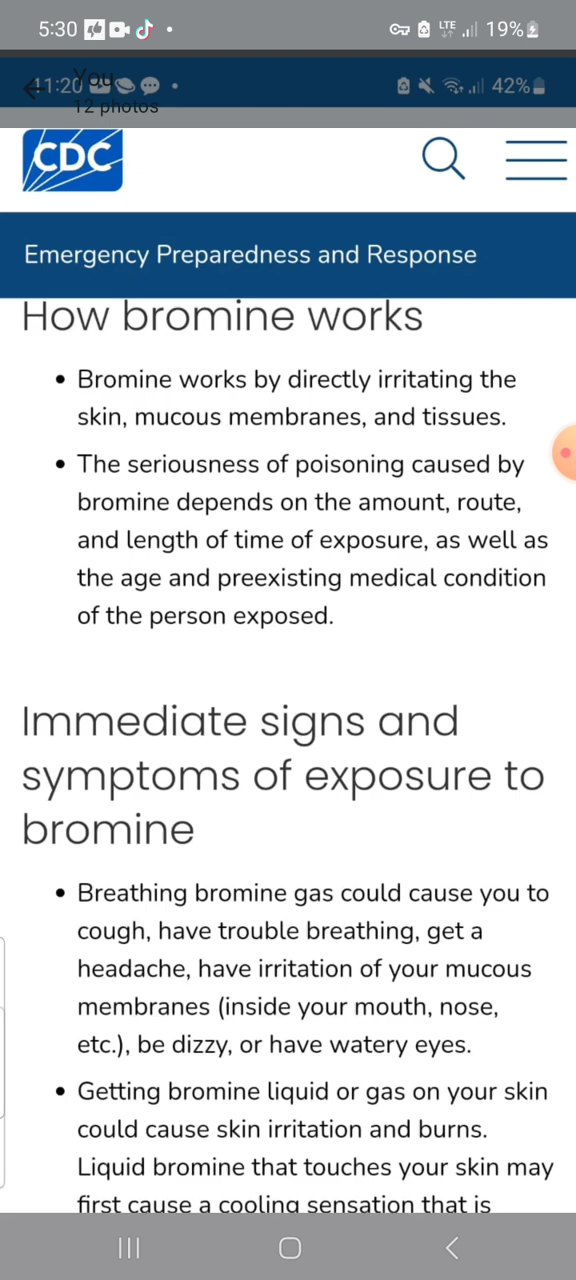 5:30 LTE 19%
11:20 You 42%
12 photos
CDC
Emergency Preparedness and Response
How bromine works
• Bromine works by directly irritating the
skin, mucous membranes, and tissues.
• The seriousness of poisoning caused by
bromine depends on the amount, route,
and length of time of exposure, as well as
the age and preexisting medical condition
of the person exposed.
Immediate signs and
symptoms of exposure to
bromine
• Breathing bromine gas could cause you to
cough, have trouble breathing, get a
headache, have irritation of your mucous
membranes (inside your mouth, nose,
etc.), be dizzy, or have watery eyes.
• Getting bromine liquid or gas on your skin
could cause skin irritation and burns.
Liquid bromine that touches your skin may
first cause a cooling sensation that is